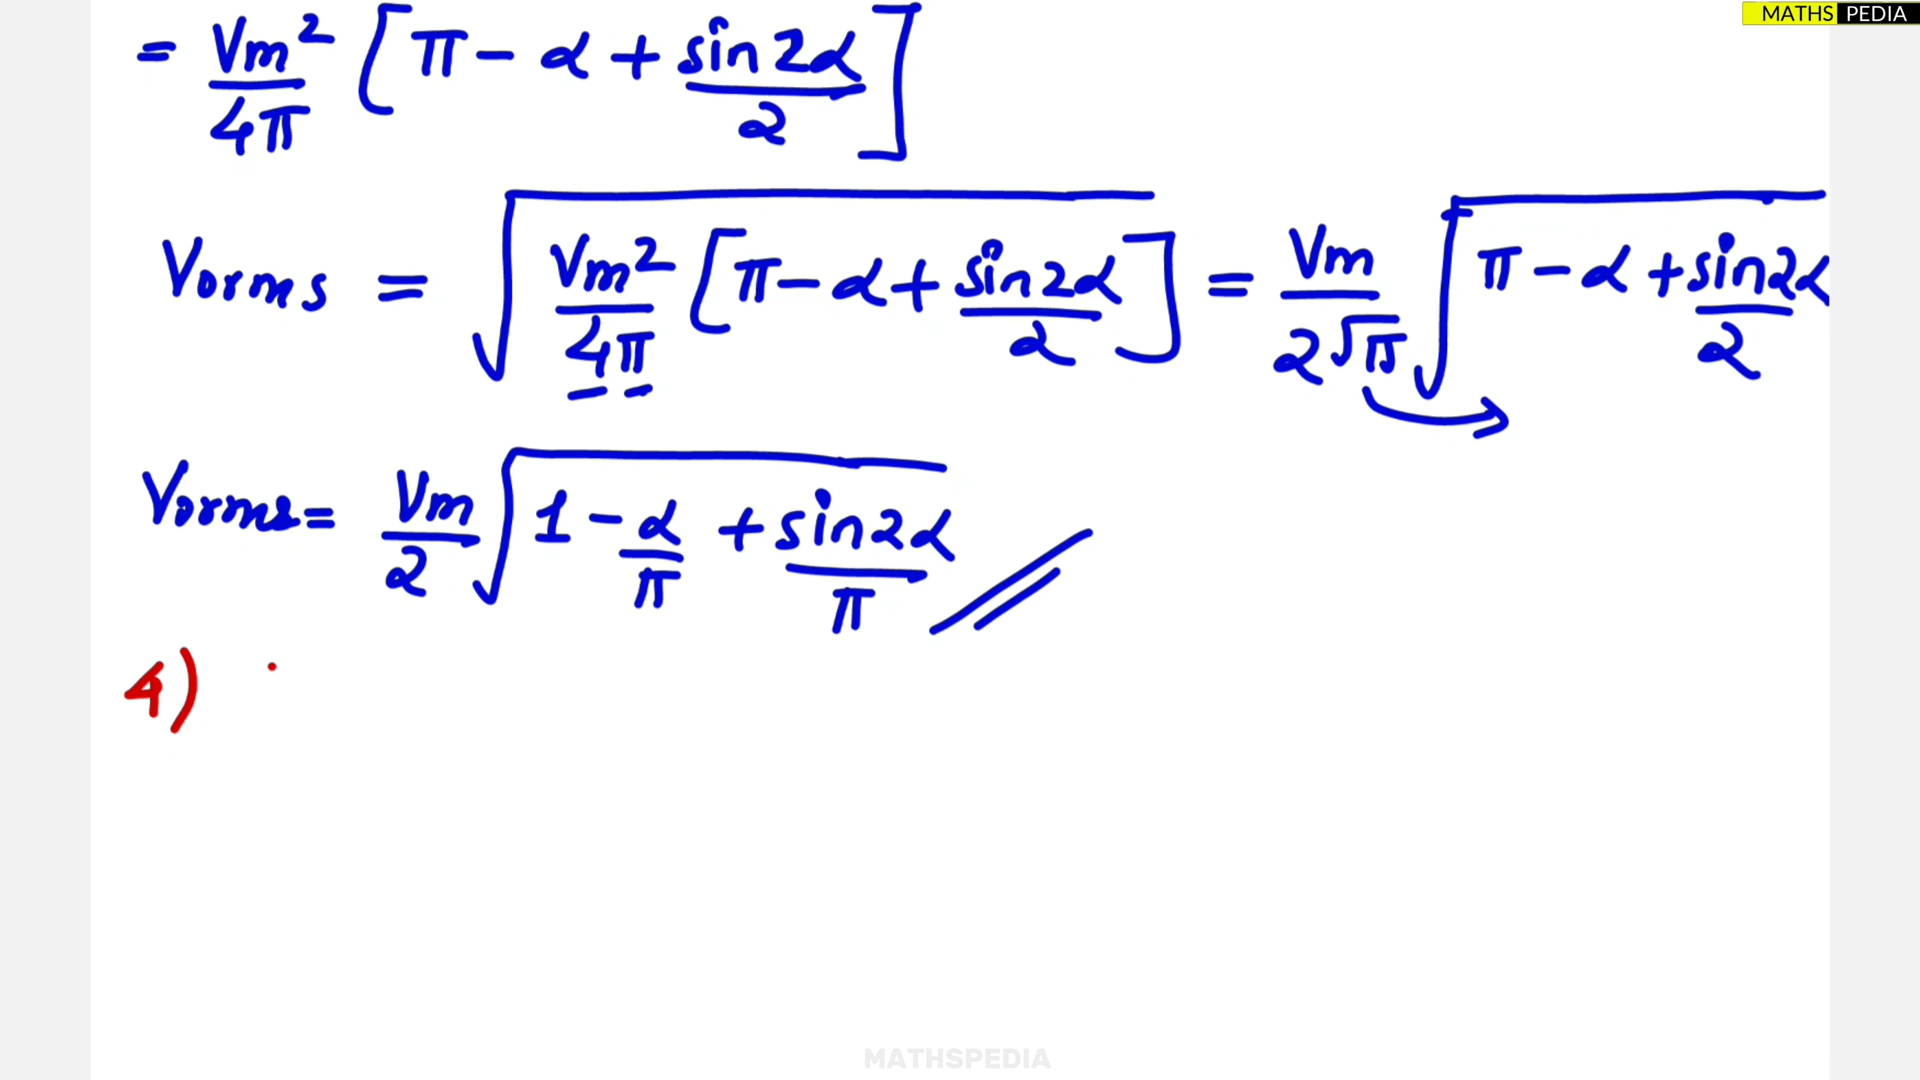 MATHS PEDIA
= Vm²/4π [π - α + sin2α/2]
Vorms = √(Vm²/4π [π - α + sin2α/2]) = Vm/2√π √(π - α + sin2α/2)
Vorms = Vm/2 √(1 - α/π + sin2α/π)
4)
MATHSPEDIA